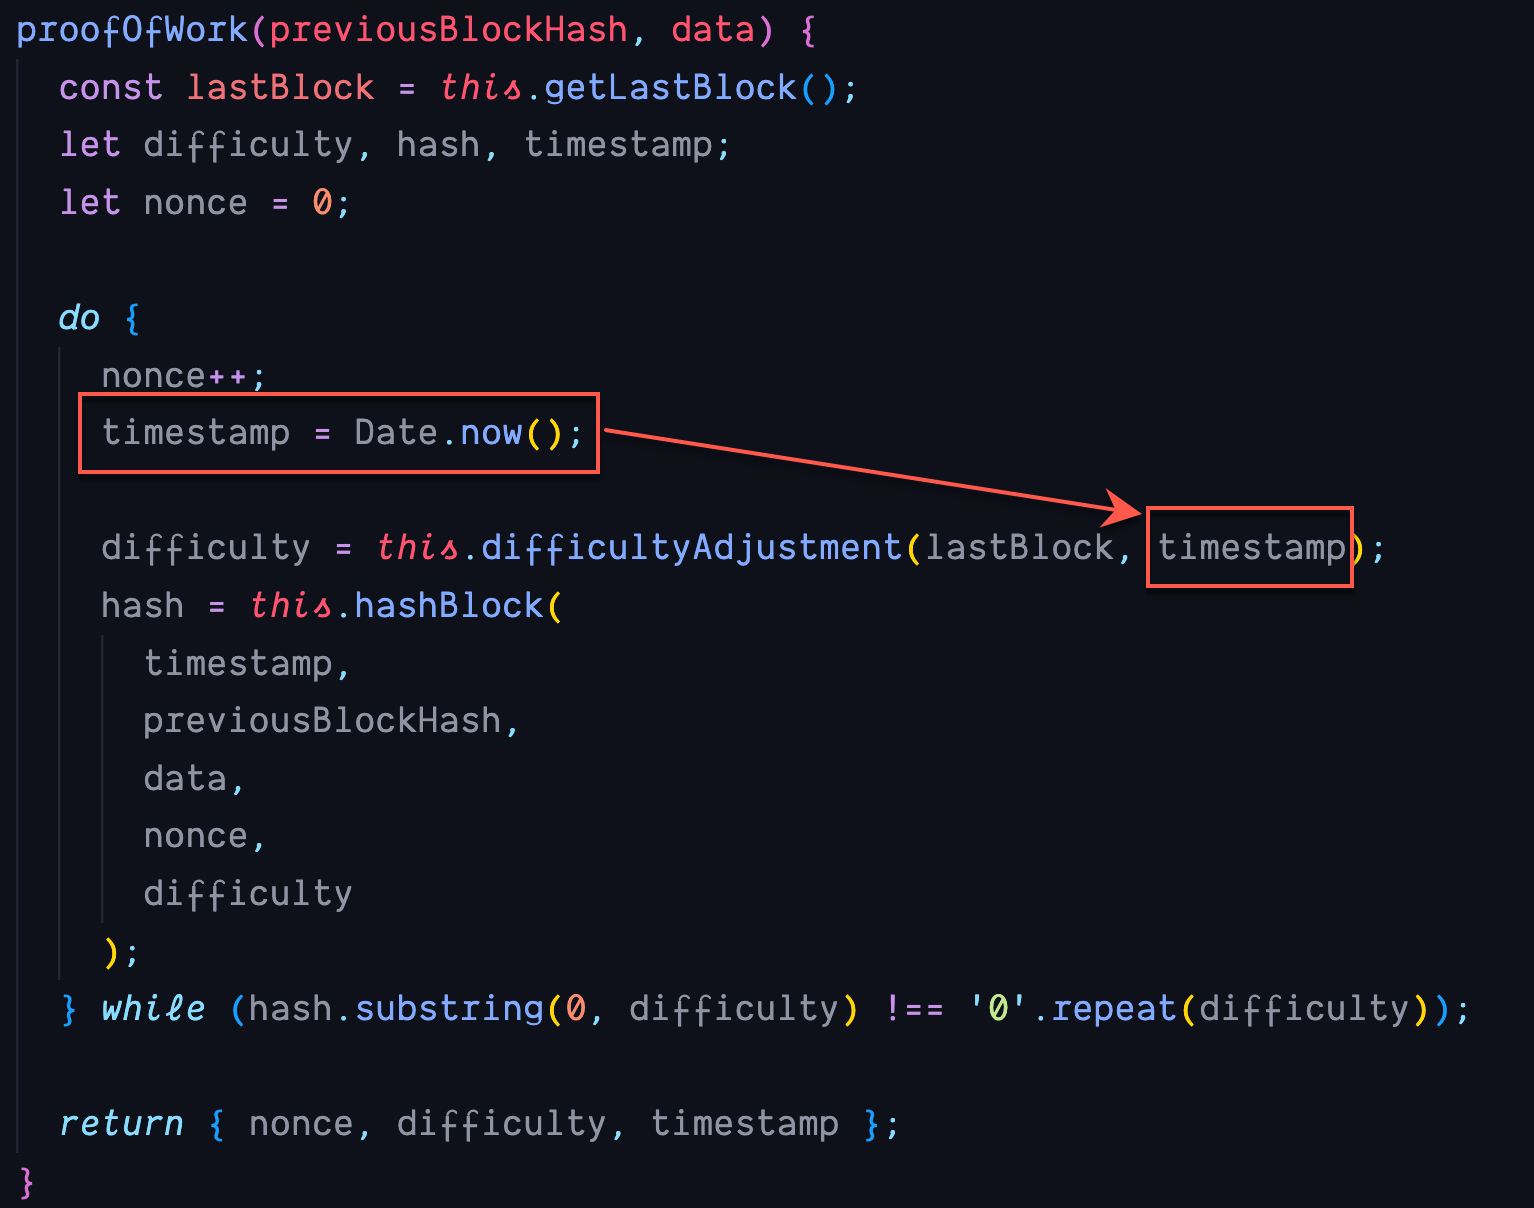 proofOfWork(previousBlockHash, data) {
const lastBlock = this.getLastBlock();
let difficulty, hash, timestamp;
let nonce = 0;
do {
nonce++;
timestamp = Date.now();
difficulty = this.difficultyAdjustment(lastBlock, timestamp);
hash = this.hashBlock(
timestamp,
previousBlockHash,
data,
nonce,
difficulty
);
} while (hash.substring(0, difficulty) !== '0'.repeat(difficulty));
return { nonce, difficulty, timestamp };
}